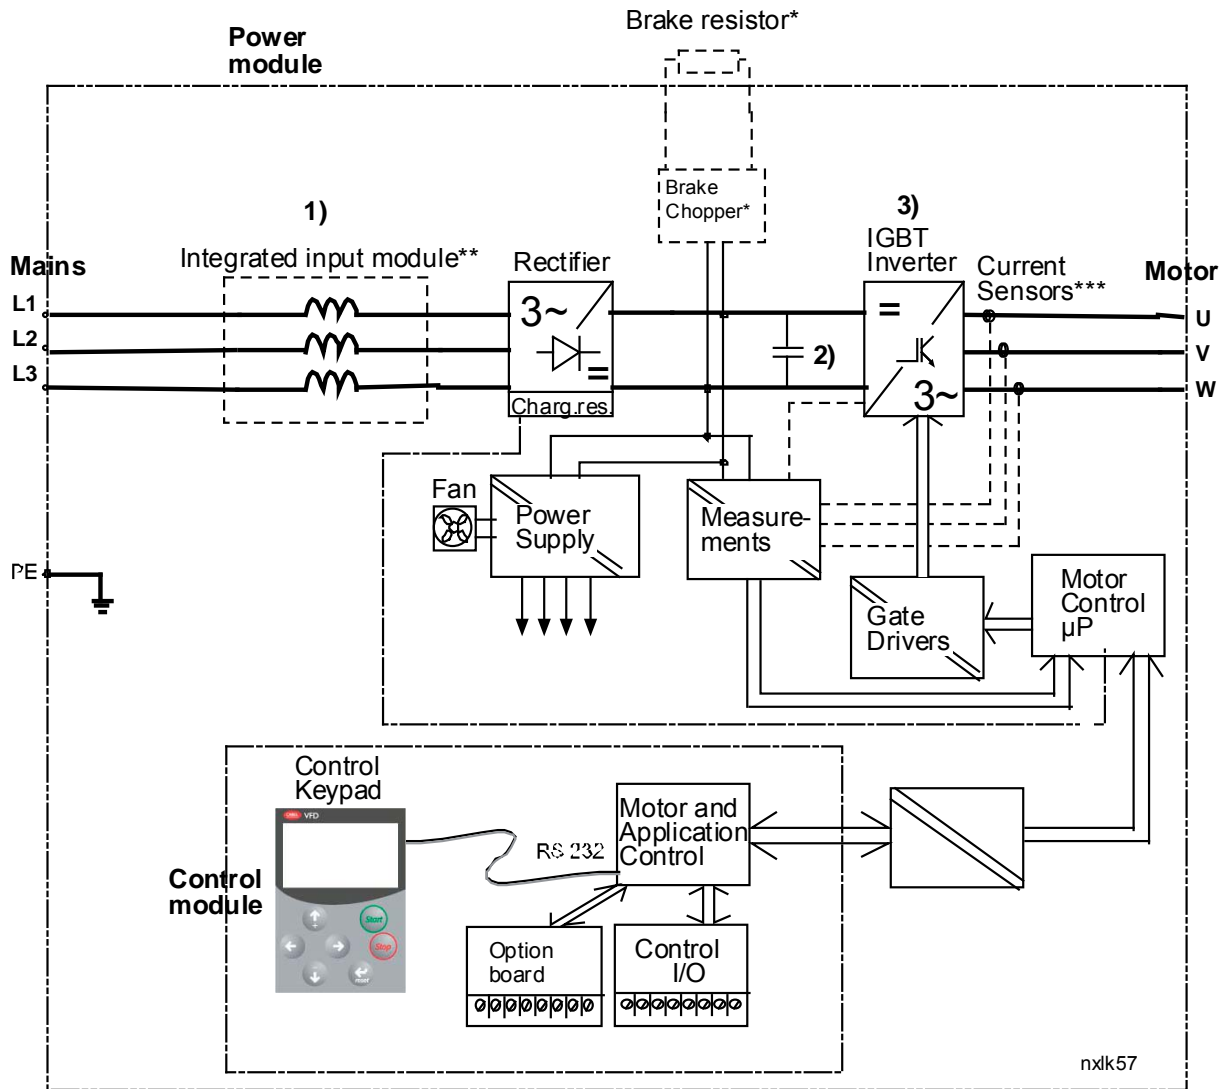 Brake resistor*
Power
module
Brake
Chopper*
1)
3)
Integrated input module**
Rectifier
IGBT
Inverter
Current
Sensors***
Mains
Motor
L1
L2
L3
3~
=
Charg.res.
2)
=
3~
U
V
W
Fan
Power
Supply
Measure-
ments
PE
Gate
Drivers
Motor
Control
µP
Control
Keypad
VFD
Start
Stop
reset
RS 232
Motor and
Application
Control
Control
module
Option
board
Control
I/O
nxlk57